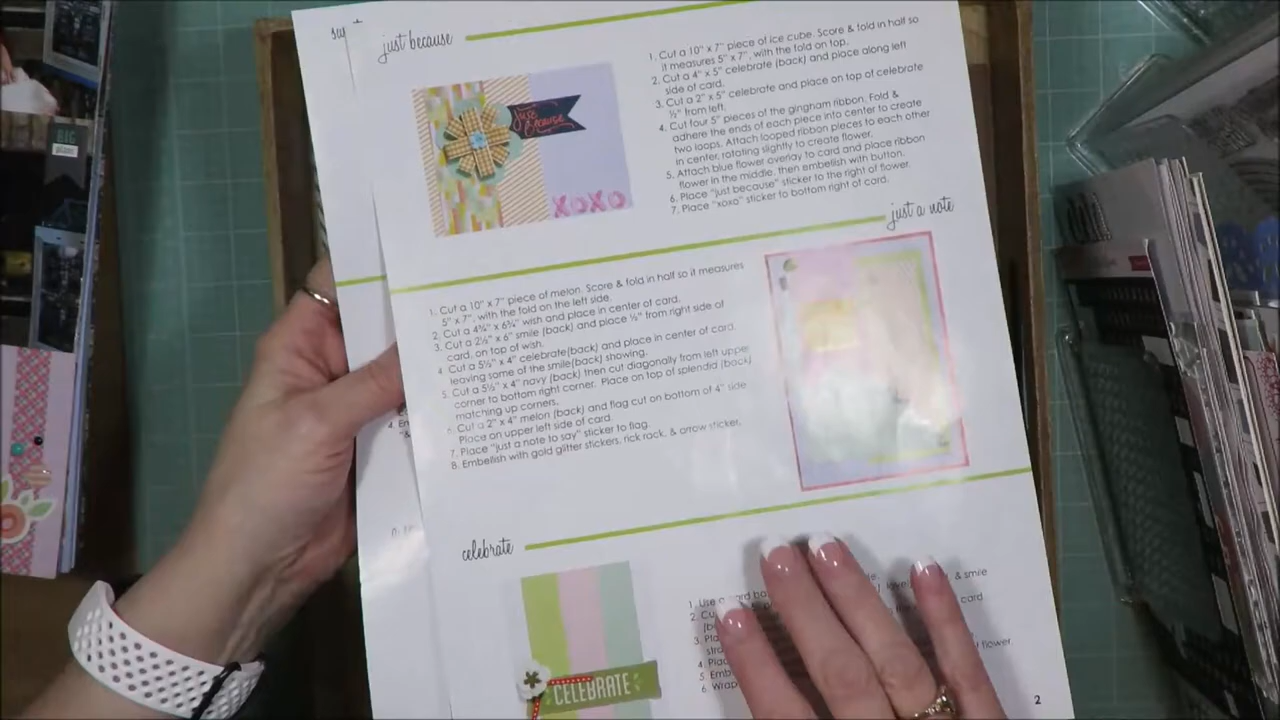 just because
1. Cut a 10" x 7" piece of ice cube. Score & fold in half so
it measures 5" x 7", with the fold on top.
2. Cut a 4" x 5" celebrate (back) and place along left
side of card.
3. Cut a 2" x 5" celebrate and place on top of celebrate
½" from left.
4. Cut four 5" pieces of the gingham ribbon. Fold &
adhere the ends of each piece into center to create
two loops. Attach looped ribbon pieces to each other
in center, rotating slightly to create flower.
5. Attach blue flower overlay to card and place ribbon
flower in the middle, then embellish with button.
6. Place "just because" sticker to the right of flower.
7. Place "xoxo" sticker to bottom right of card.
just because
XOXO
just a note
1. Cut a 10" x 7" piece of melon. Score & fold in half so it measures
5" x 7", with the fold on the left side.
2. Cut a 4¾" x 6¾" wish and place in center of card.
3. Cut a 2½" x 6" smile (back) and place ½" from right side of
card, on top of wish.
4. Cut a 5½" x 4" celebrate(back) and place in center of card,
leaving some of the smile(back) showing.
5. Cut a 5½" x 4" navy (back) then cut diagonally from left upper
corner to bottom right corner. Place on top of splendid (back)
matching up corners.
Cut a 2" x 4" melon (back) and flag cut on bottom of 4" side
Place on upper left side of card.
7. Place "just a note to say" sticker to flag.
8. Embellish with gold glitter stickers, rick rack, & arrow sticker.
celebrate
CELEBRATE
1. Use & smile
2. card
3. flower.
4.
5.
6. Wrap
2
BIG